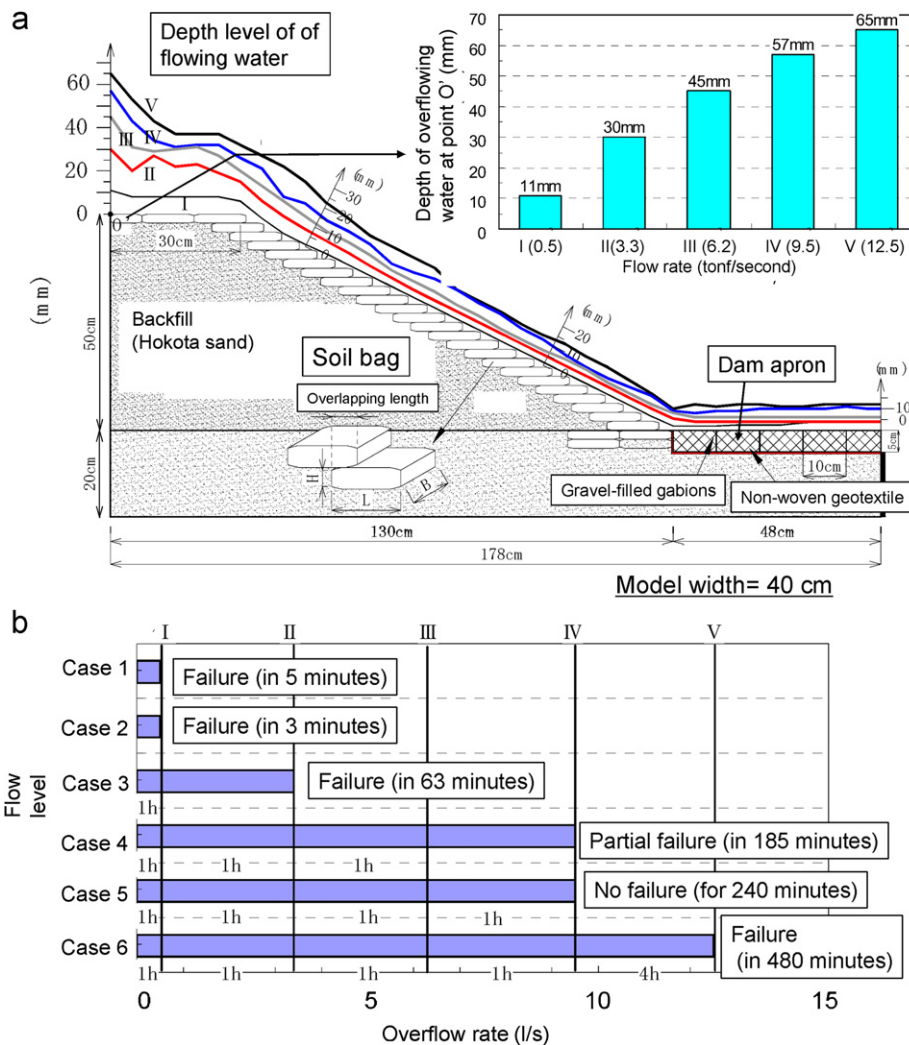 a
Depth level of of
flowing water
60
40
20
0
(mm)
V
IV
III
II
I
0
30cm
50cm
20cm
Backfill
(Hokota sand)
Soil bag
Overlapping length
H
L
B
(mm)
30
20
10
0
(mm)
20
10
0
(mm)
10
0
5cm
Dam apron
10cm
Gravel-filled gabions
Non-woven geotextile
130cm
48cm
178cm
Model width= 40 cm
Depth of overflowing
water at point O' (mm)
70
60
50
40
30
20
10
0
11mm
30mm
45mm
57mm
65mm
I (0.5)
II(3.3)
III (6.2)
IV (9.5)
V (12.5)
Flow rate (tonf/second)
b
I
II
III
IV
V
Flow
level
Case 1
Failure (in 5 minutes)
Case 2
Failure (in 3 minutes)
Case 3
Failure (in 63 minutes)
1h
Case 4
Partial failure (in 185 minutes)
1h
1h
1h
Case 5
No failure (for 240 minutes)
1h
1h
1h
1h
Case 6
Failure
(in 480 minutes)
1h
1h
1h
1h
4h
0
5
10
15
Overflow rate (l/s)